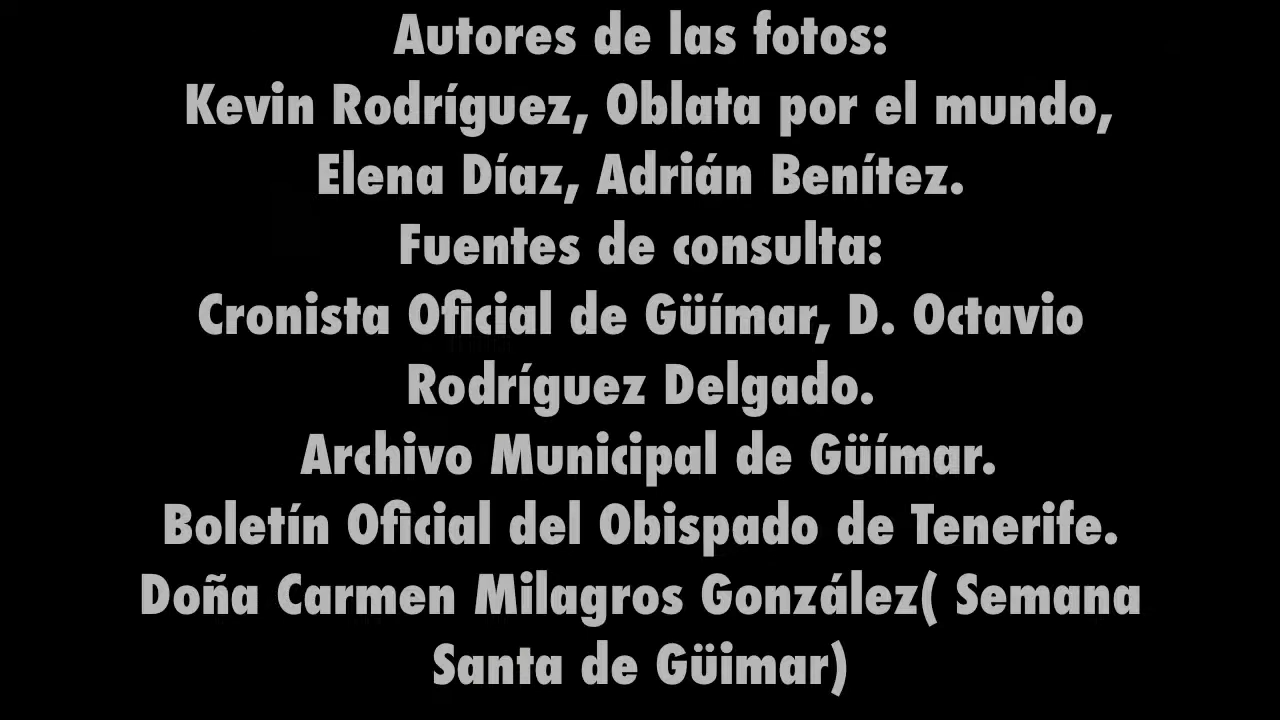 Autores de las fotos:
Kevin Rodríguez, Oblata por el mundo,
Elena Díaz, Adrián Benítez.
Fuentes de consulta:
Cronista Oficial de Güímar, D. Octavio
Rodríguez Delgado.
Archivo Municipal de Güímar.
Boletín Oficial del Obispado de Tenerife.
Doña Carmen Milagros González( Semana
Santa de Güimar)